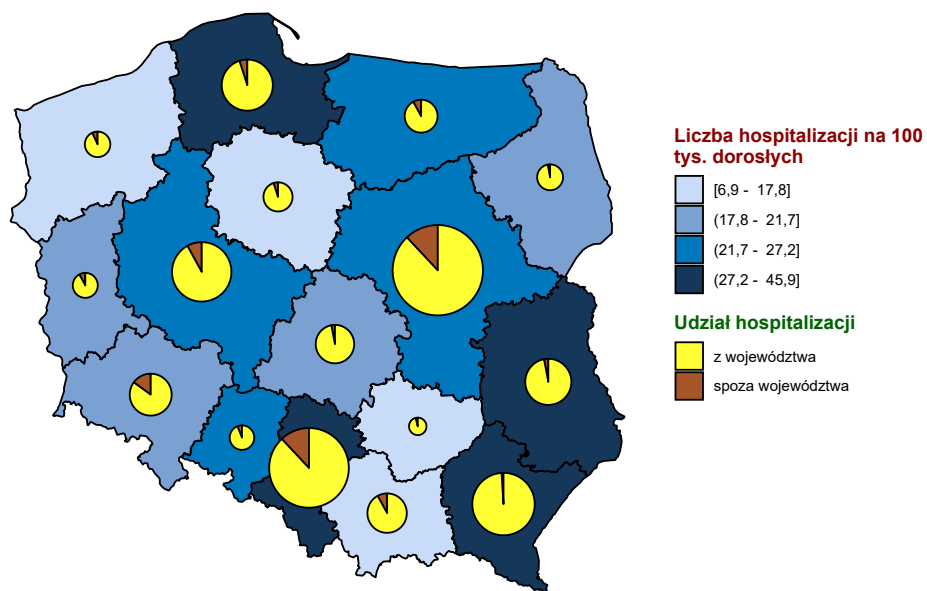 Liczba hospitalizacji na 100
tys. dorosłych
[6,9 - 17,8]
(17,8 - 21,7]
(21,7 - 27,2]
(27,2 - 45,9]
Udział hospitalizacji
z województwa
spoza województwa